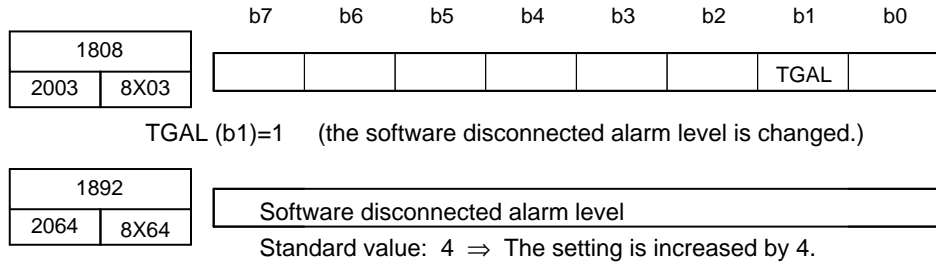 b7 b6 b5 b4 b3 b2 b1 b0
1808
2003 8X03 TGAL
TGAL (b1)=1 (the software disconnected alarm level is changed.)
1892
2064 8X64 Software disconnected alarm level
Standard value: 4 ⇒ The setting is increased by 4.